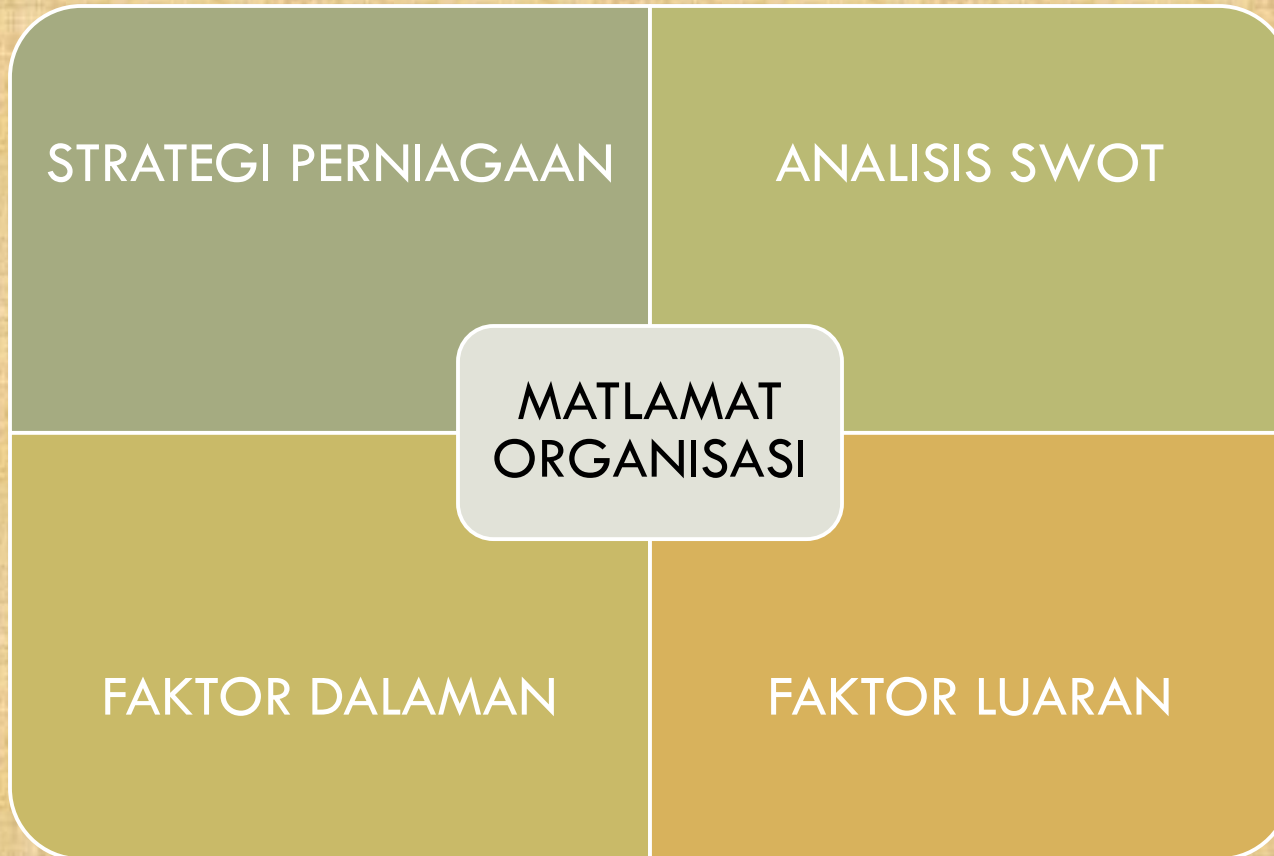 STRATEGI PERNIAGAAN
ANALISIS SWOT
MATLAMAT
ORGANISASI
FAKTOR DALAMAN
FAKTOR LUARAN